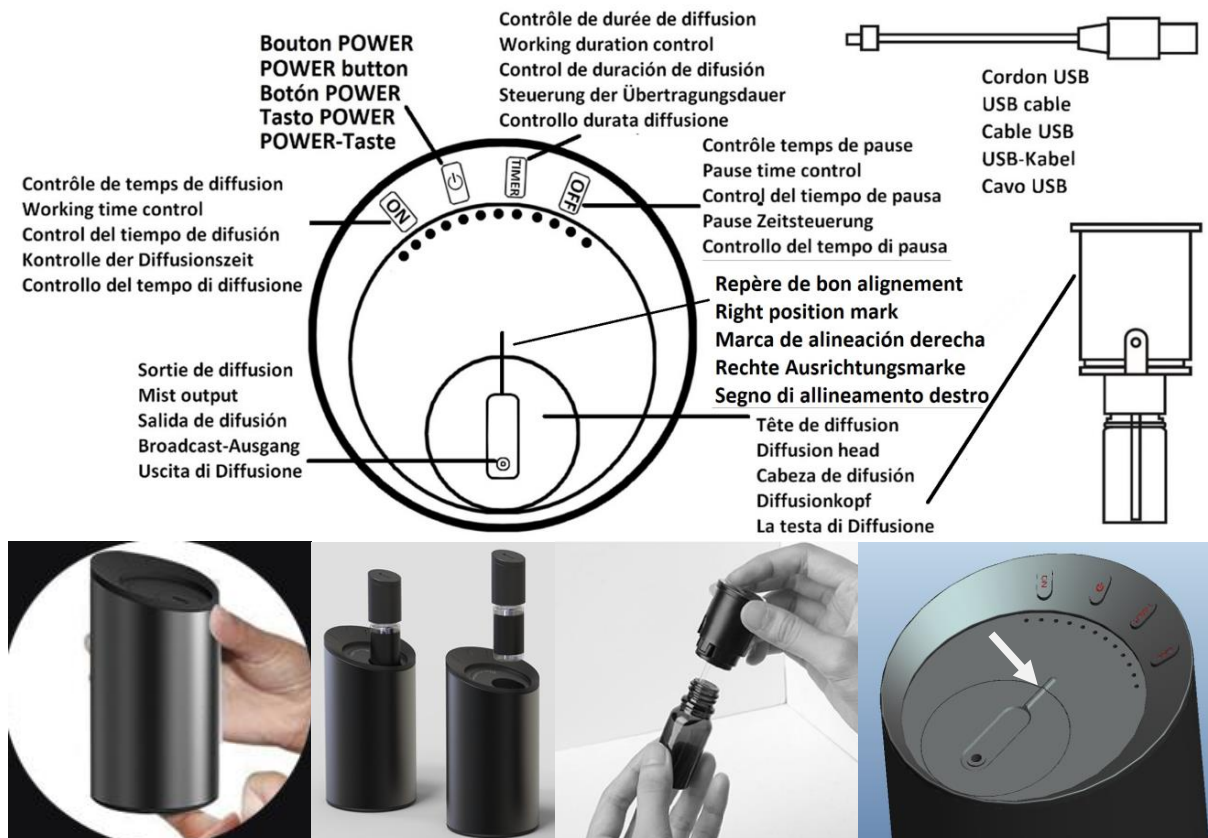 Bouton POWER
POWER button
Botón POWER
Tasto POWER
POWER-Taste
Contrôle de durée de diffusion
Working duration control
Control de duración de difusión
Steuerung der Übertragungsdauer
Controllo durata diffusione
Cordon USB
USB cable
Cable USB
USB-Kabel
Cavo USB
Contrôle temps de pause
Pause time control
Control del tiempo de pausa
Pause Zeitsteuerung
Controllo del tempo di pausa
Contrôle de temps de diffusion
Working time control
Control del tiempo de difusión
Kontrolle der Diffusionszeit
Controllo del tempo di diffusione
ON
TIMER
OFF
Repère de bon alignement
Right position mark
Marca de alineación derecha
Rechte Ausrichtungsmarke
Segno di allineamento destro
Sortie de diffusion
Mist output
Salida de difusión
Broadcast-Ausgang
Uscita di Diffusione
Tête de diffusion
Diffusion head
Cabeza de difusión
Diffusionkopf
La testa di Diffusione
ON